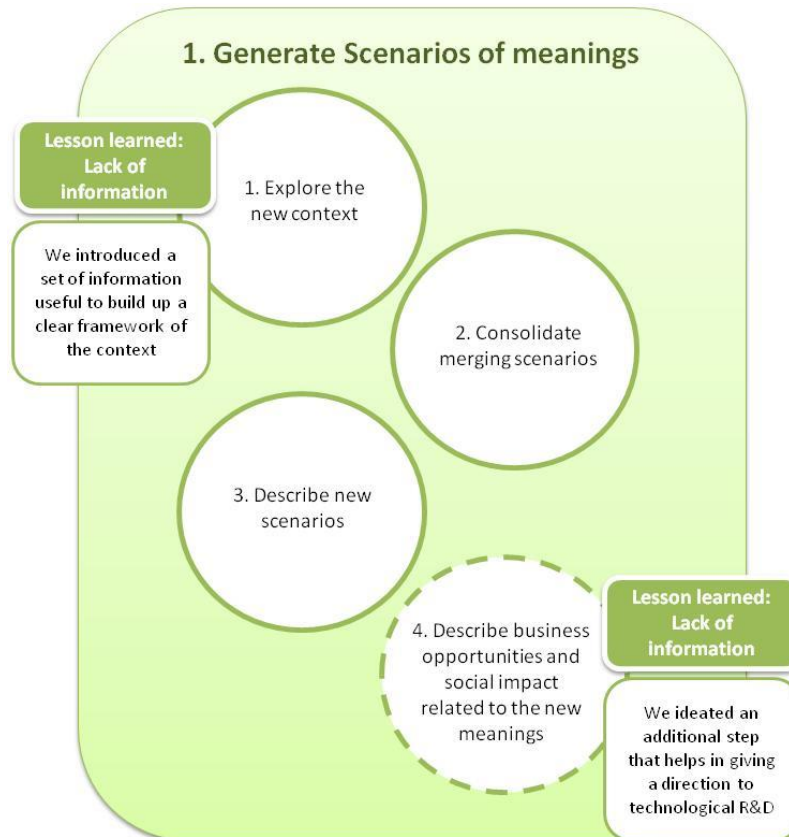 1. Generate Scenarios of meanings
Lesson learned:
Lack of
information
We introduced a
set of information
useful to build up a
clear framework of
the context
1. Explore the
new context
2. Consolidate
merging scenarios
3. Describe new
scenarios
4. Describe business
opportunities and
social impact
related to the new
meanings
Lesson learned:
Lack of
information
We ideated an
additional step
that helps in giving
a direction to
technological R&D